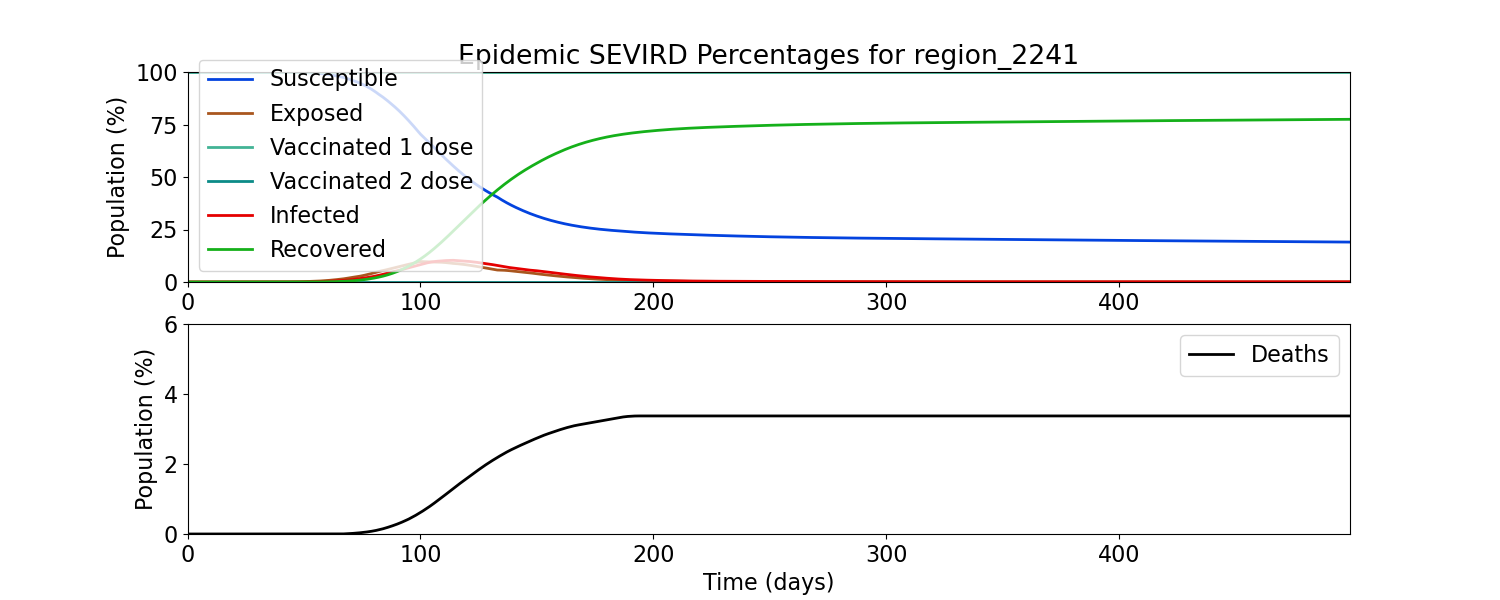 Epidemic SEVIRD Percentages for region_2241
Population (%)
100
75
50
25
0
Susceptible
Exposed
Vaccinated 1 dose
Vaccinated 2 dose
Infected
Recovered
0 100 200 300 400
Population (%)
6
4
2
0
Deaths
0 100 200 300 400
Time (days)